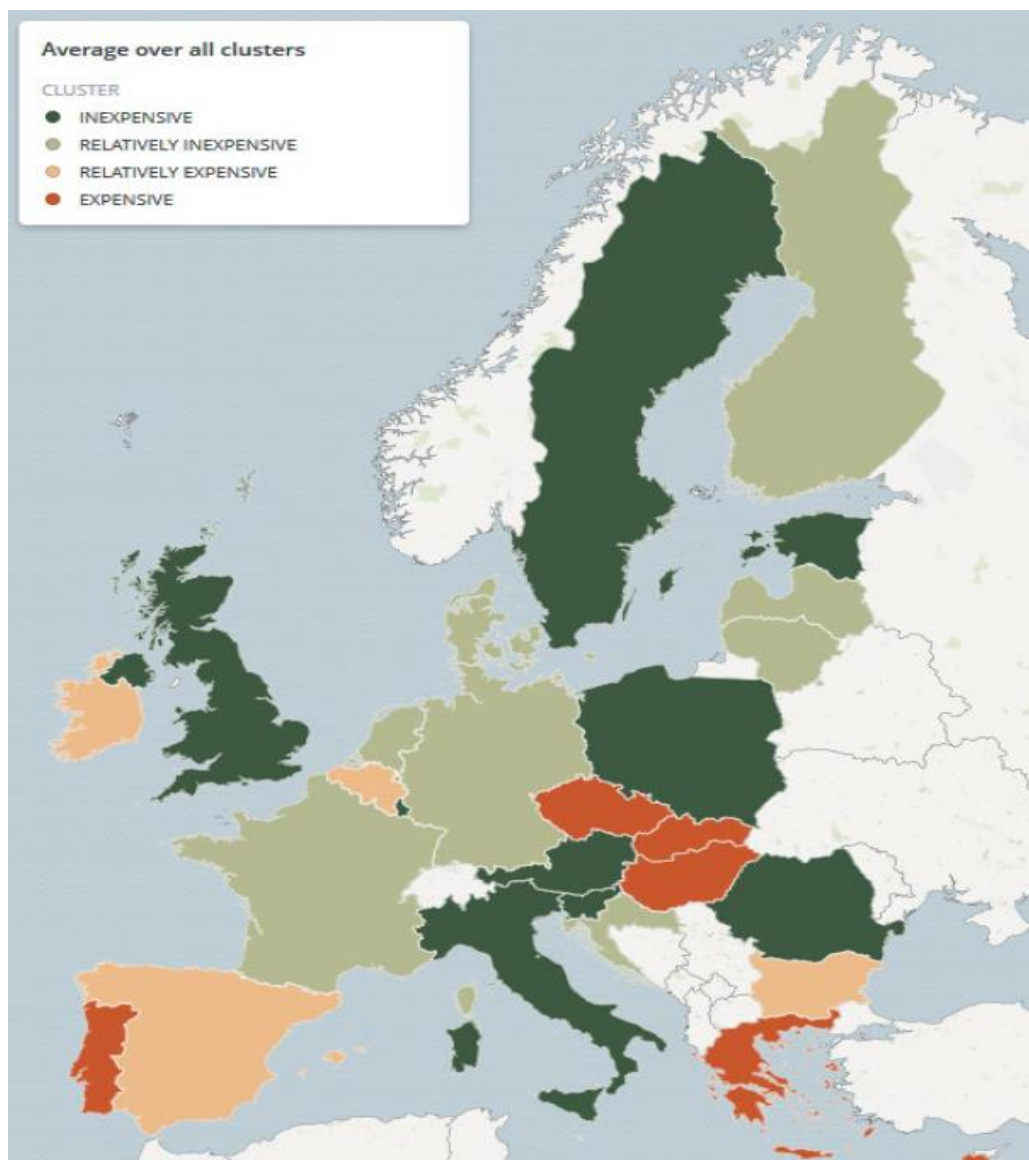 Average over all clusters
CLUSTER
INEXPENSIVE
RELATIVELY INEXPENSIVE
RELATIVELY EXPENSIVE
EXPENSIVE